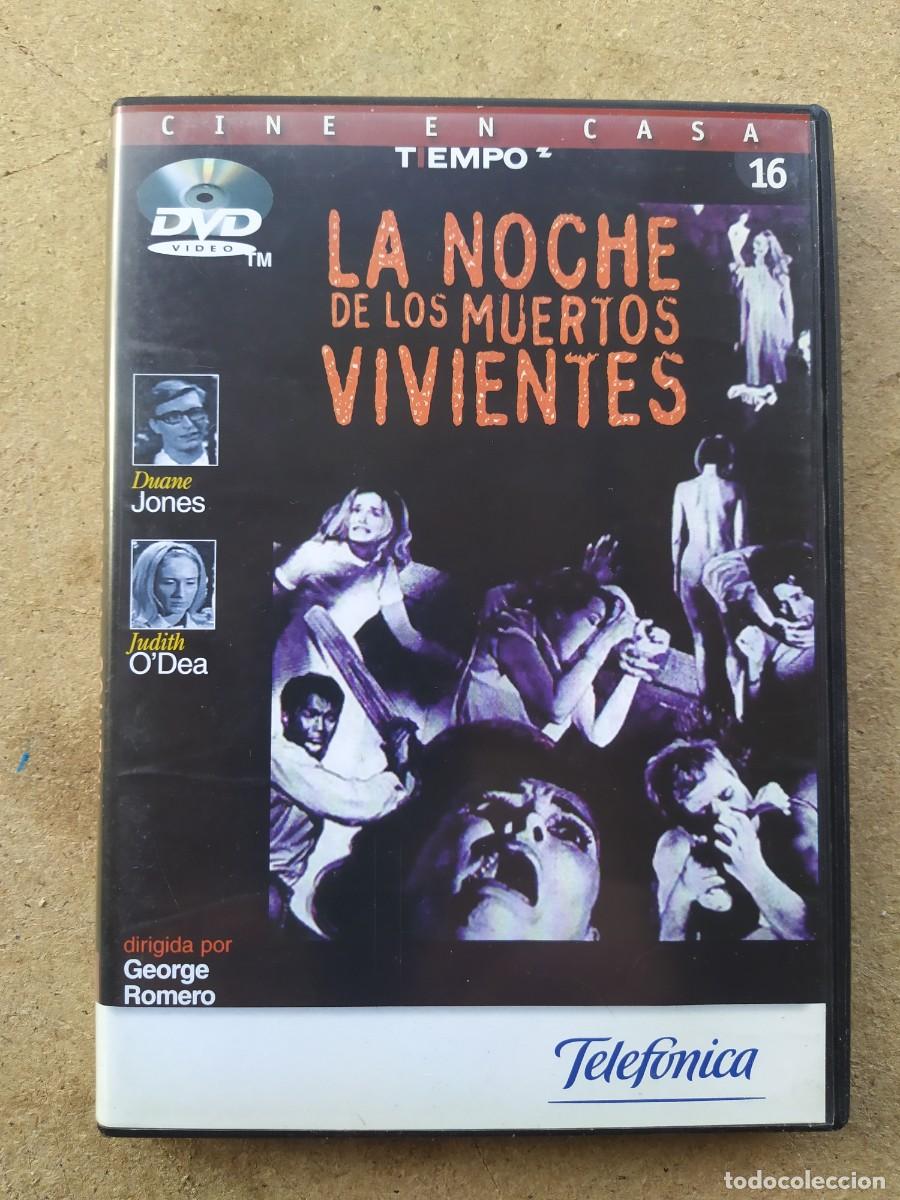 CINE EN CASA
TIEMPO
16
DVD
VIDEO
TM
LA NOCHE
DE LOS MUERTOS
VIVIENTES
Duane
Jones
Judith
O'Dea
dirigida por
George
Romero
Telefónica
todocoleccion